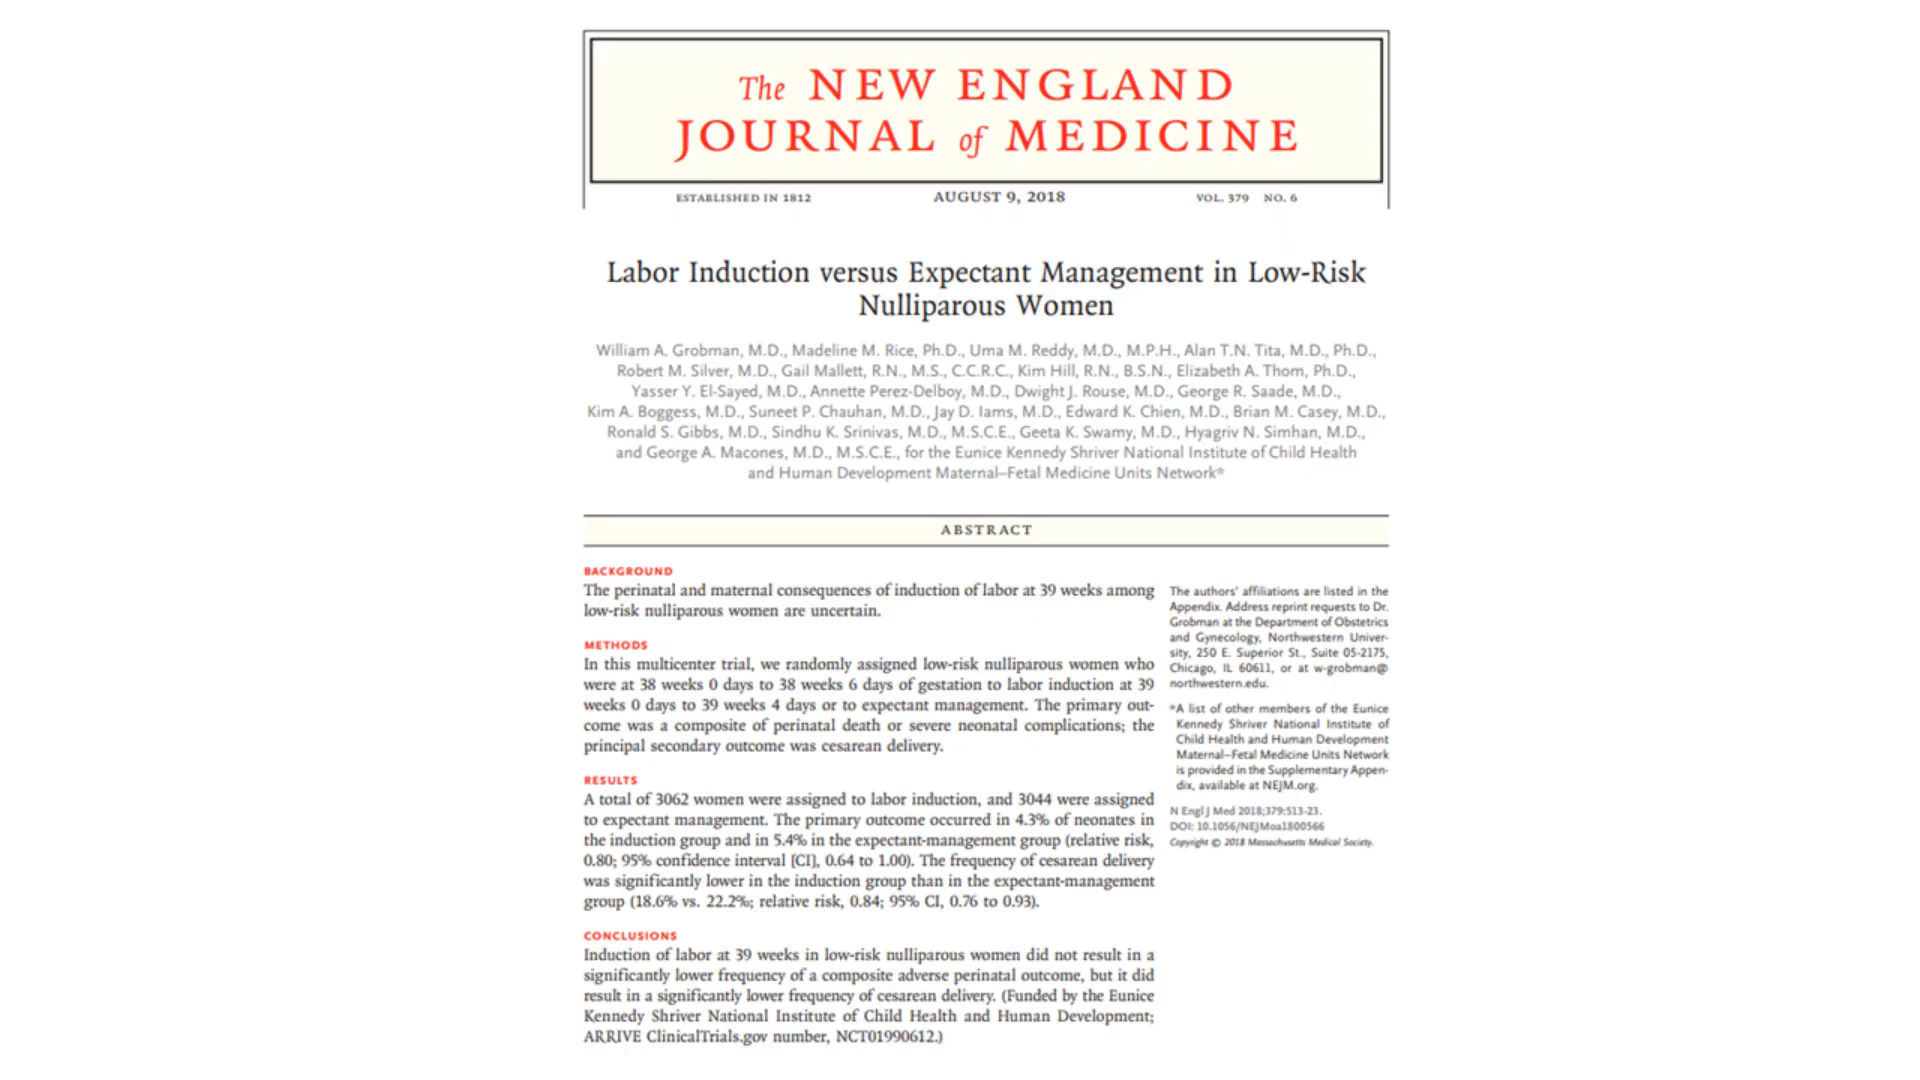 The NEW ENGLAND
JOURNAL of MEDICINE
ESTABLISHED IN 1812 AUGUST 9, 2018 VOL. 379 NO. 6
Labor Induction versus Expectant Management in Low-Risk
Nulliparous Women
William A. Grobman, M.D., Madeline M. Rice, Ph.D., Uma M. Reddy, M.D., M.P.H., Alan T.N. Tita, M.D., Ph.D.,
Robert M. Silver, M.D., Gail Mallett, R.N., M.S., C.C.R.C., Kim Hill, R.N., B.S.N., Elizabeth A. Thom, Ph.D.,
Yasser Y. El-Sayed, M.D., Annette Perez-Delboy, M.D., Dwight J. Rouse, M.D., George R. Saade, M.D.,
Kim A. Boggess, M.D., Suneet P. Chauhan, M.D., Jay D. Iams, M.D., Edward K. Chien, M.D., Brian M. Casey, M.D.,
Ronald S. Gibbs, M.D., Sindhu K. Srinivas, M.D., M.S.C.E., Geeta K. Swamy, M.D., Hyagriv N. Simhan, M.D.,
and George A. Macones, M.D., M.S.C.E., for the Eunice Kennedy Shriver National Institute of Child Health
and Human Development Maternal–Fetal Medicine Units Network*
ABSTRACT
BACKGROUND
The perinatal and maternal consequences of induction of labor at 39 weeks among
low-risk nulliparous women are uncertain.
METHODS
In this multicenter trial, we randomly assigned low-risk nulliparous women who
were at 38 weeks 0 days to 38 weeks 6 days of gestation to labor induction at 39
weeks 0 days to 39 weeks 4 days or to expectant management. The primary out-
come was a composite of perinatal death or severe neonatal complications; the
principal secondary outcome was cesarean delivery.
RESULTS
A total of 3062 women were assigned to labor induction, and 3044 were assigned
to expectant management. The primary outcome occurred in 4.3% of neonates in
the induction group and in 5.4% in the expectant-management group (relative risk,
0.80; 95% confidence interval [CI], 0.64 to 1.00). The frequency of cesarean delivery
was significantly lower in the induction group than in the expectant-management
group (18.6% vs. 22.2%; relative risk, 0.84; 95% CI, 0.76 to 0.93).
CONCLUSIONS
Induction of labor at 39 weeks in low-risk nulliparous women did not result in a
significantly lower frequency of a composite adverse perinatal outcome, but it did
result in a significantly lower frequency of cesarean delivery. (Funded by the Eunice
Kennedy Shriver National Institute of Child Health and Human Development;
ARRIVE ClinicalTrials.gov number, NCT01990612.)
The authors' affiliations are listed in the
Appendix. Address reprint requests to Dr.
Grobman at the Department of Obstetrics
and Gynecology, Northwestern Univer-
sity, 250 E. Superior St., Suite 05-2175,
Chicago, IL 60611, or at w-grobman@
northwestern.edu.
*A list of other members of the Eunice
Kennedy Shriver National Institute of
Child Health and Human Development
Maternal–Fetal Medicine Units Network
is provided in the Supplementary Appen-
dix, available at NEJM.org.
N Engl J Med 2018;379:513-23.
DOI: 10.1056/NEJMoa1800566
Copyright © 2018 Massachusetts Medical Society.